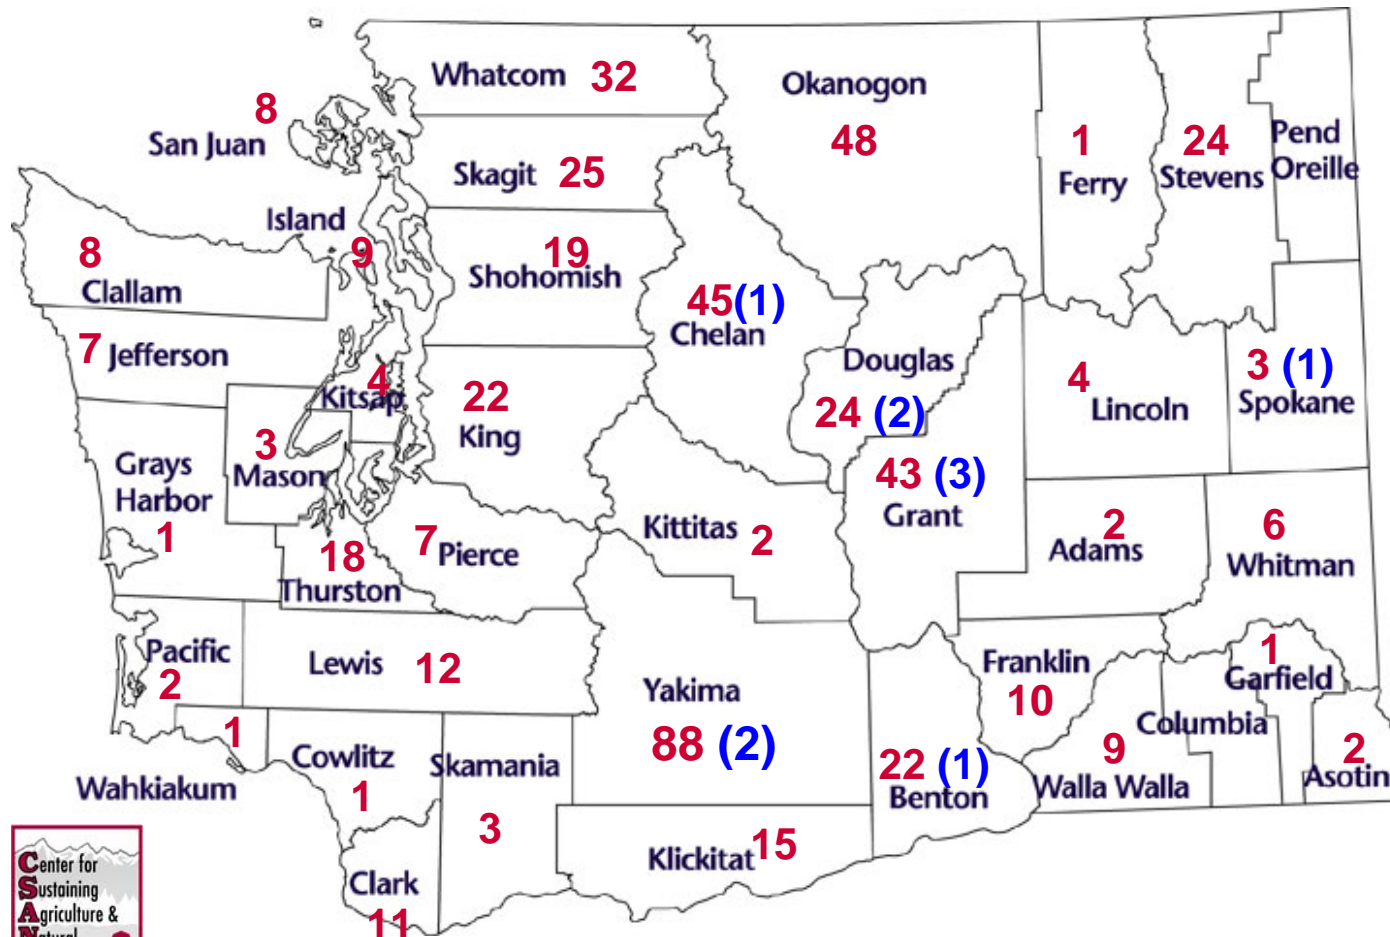 Whatcom 32
Okanogon
48
8
San Juan
Skagit 25
1
Ferry
24
Stevens
Pend
Oreille
Island
9
8
Clallam
19
Shohomish
45(1)
Chelan
7 Jefferson
4
Kitsap
22
King
Douglas
24 (2)
4
Lincoln
3 (1)
Spokane
3
Mason
Grays
Harbor
1
43 (3)
Grant
18
Thurston
7 Pierce
Kittitas 2
2
Adams
6
Whitman
Pacific
2
Lewis 12
Yakima
88 (2)
Franklin
10
1
Garfield
Columbia
1
Wahkiakum
Cowlitz
1
Skamania
3
22 (1)
Benton
9
Walla Walla
2
Asotin
Klickitat 15
Clark
11
Center for
Sustaining
Agriculture &
Natural